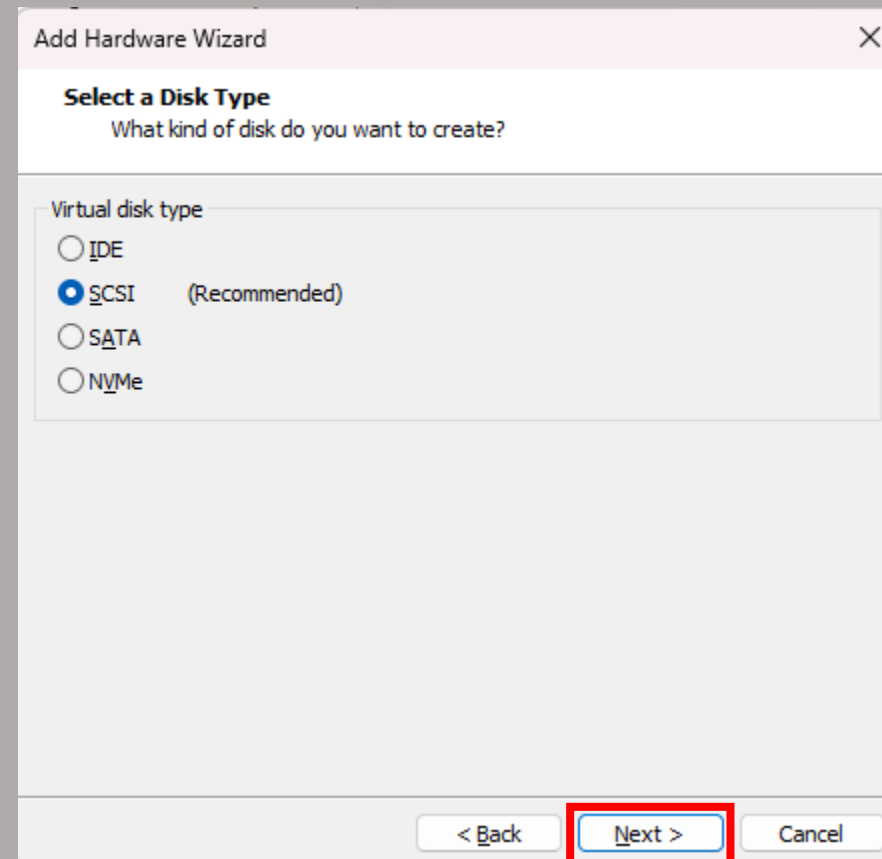 Add Hardware Wizard
Select a Disk Type
What kind of disk do you want to create?
Virtual disk type
IDE
SCSI (Recommended)
SATA
NVMe
< Back Next > Cancel